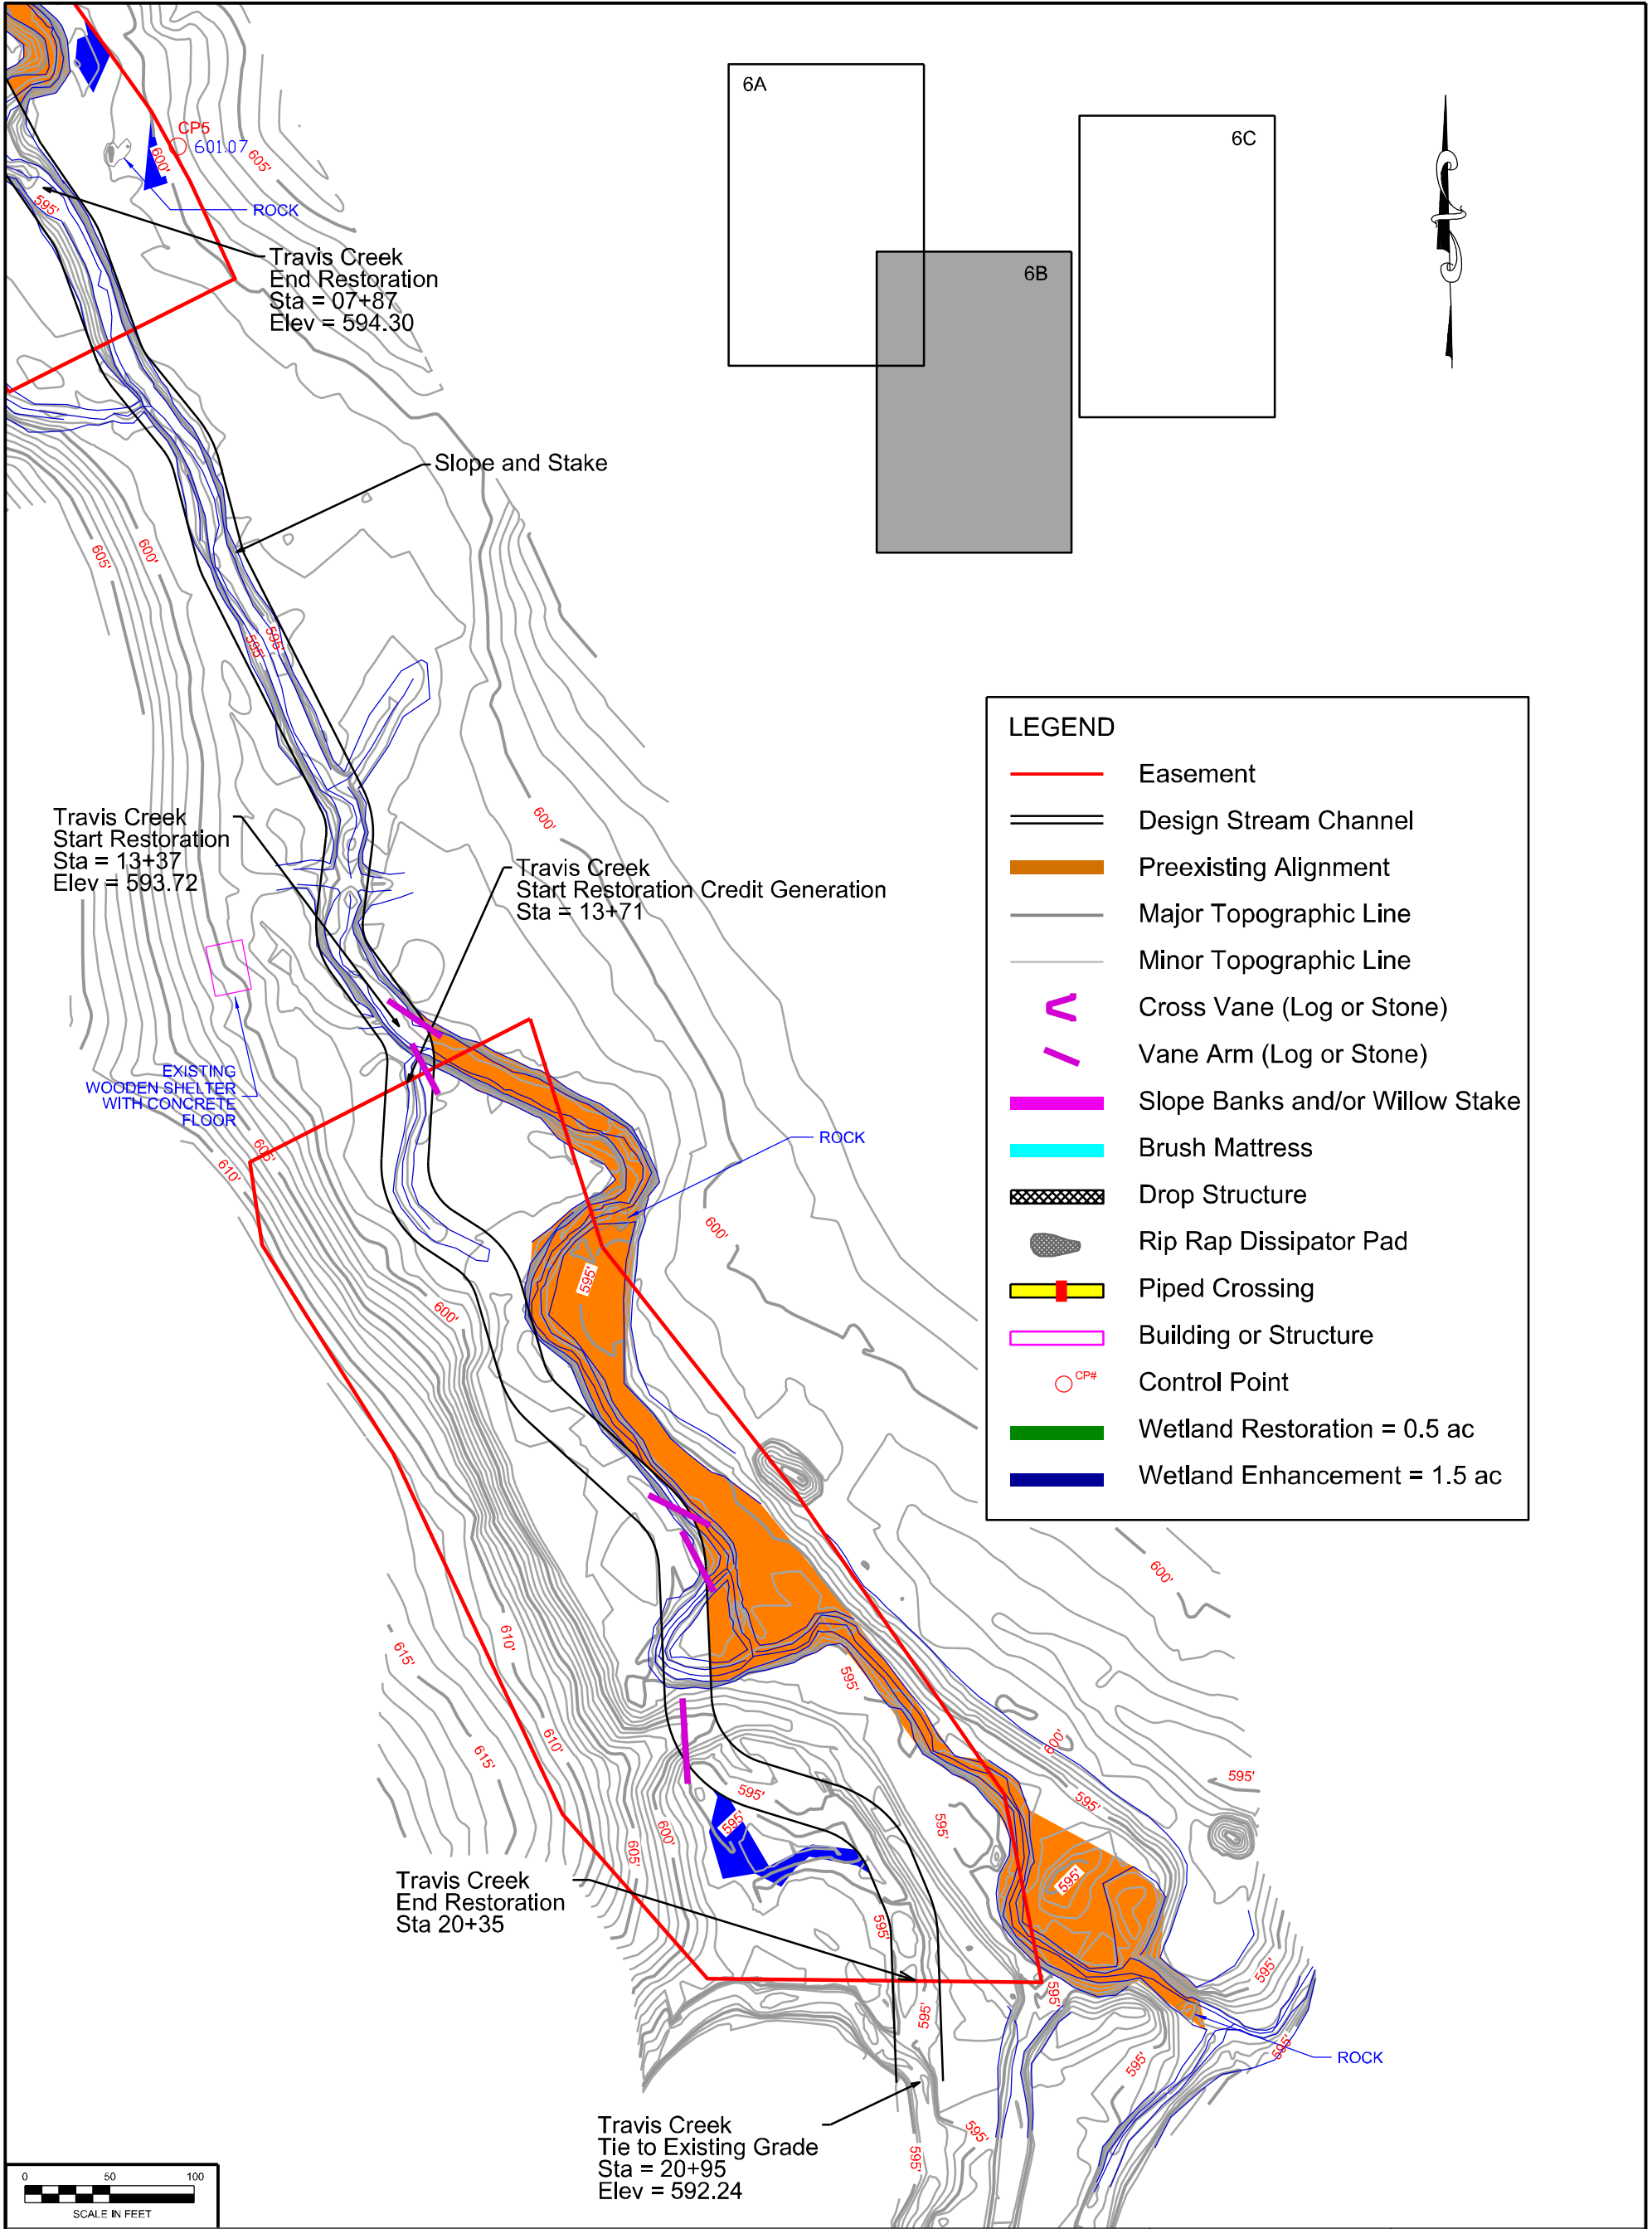 6A
6C
6B
CP5
601.07
600'
605'
595'
ROCK
Travis Creek
End Restoration
Sta = 07+87
Elev = 594.30
Slope and Stake
605'
600'
595'
595'
600'
Travis Creek
Start Restoration
Sta = 13+37
Elev = 593.72
Travis Creek
Start Restoration Credit Generation
Sta = 13+71
EXISTING
WOODEN SHELTER
WITH CONCRETE
FLOOR
605'
610'
ROCK
600'
595'
600'
LEGEND
Easement
Design Stream Channel
Preexisting Alignment
Major Topographic Line
Minor Topographic Line
Cross Vane (Log or Stone)
Vane Arm (Log or Stone)
Slope Banks and/or Willow Stake
Brush Mattress
Drop Structure
Rip Rap Dissipator Pad
Piped Crossing
Building or Structure
CP#
Control Point
Wetland Restoration = 0.5 ac
Wetland Enhancement = 1.5 ac
600'
615'
610'
595'
615'
610'
600'
595'
595'
595'
595'
595'
600'
605'
595'
Travis Creek
End Restoration
Sta 20+35
595'
595'
595'
595'
595'
595'
595'
ROCK
595'
595'
Travis Creek
Tie to Existing Grade
Sta = 20+95
Elev = 592.24
0 50 100
SCALE IN FEET